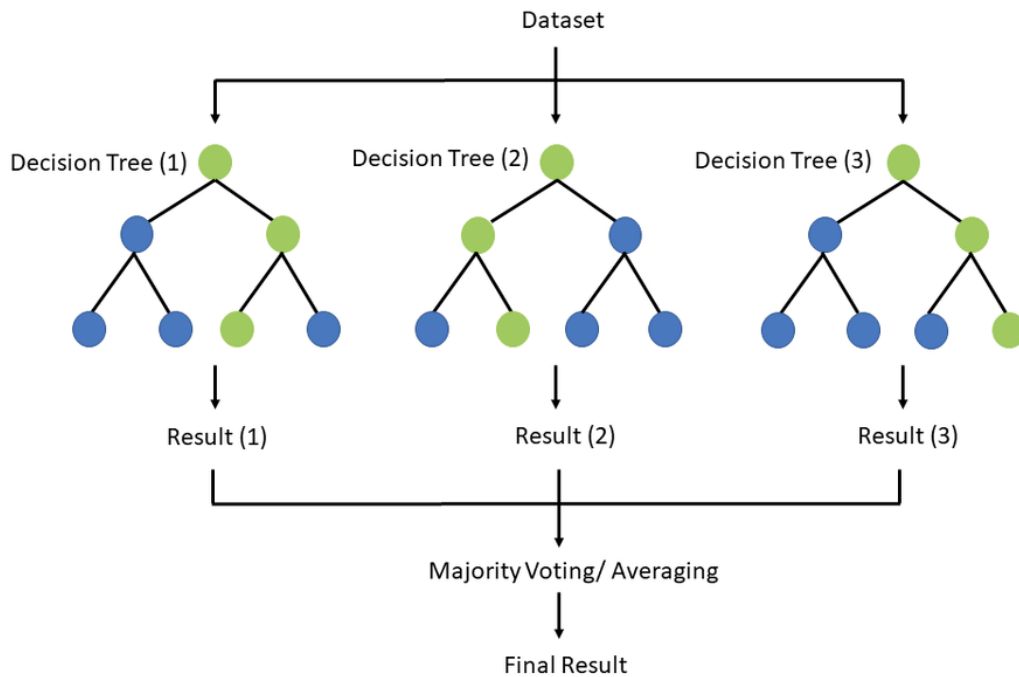 Dataset
Decision Tree (1)
Decision Tree (2)
Decision Tree (3)
Result (1)
Result (2)
Result (3)
Majority Voting/ Averaging
Final Result